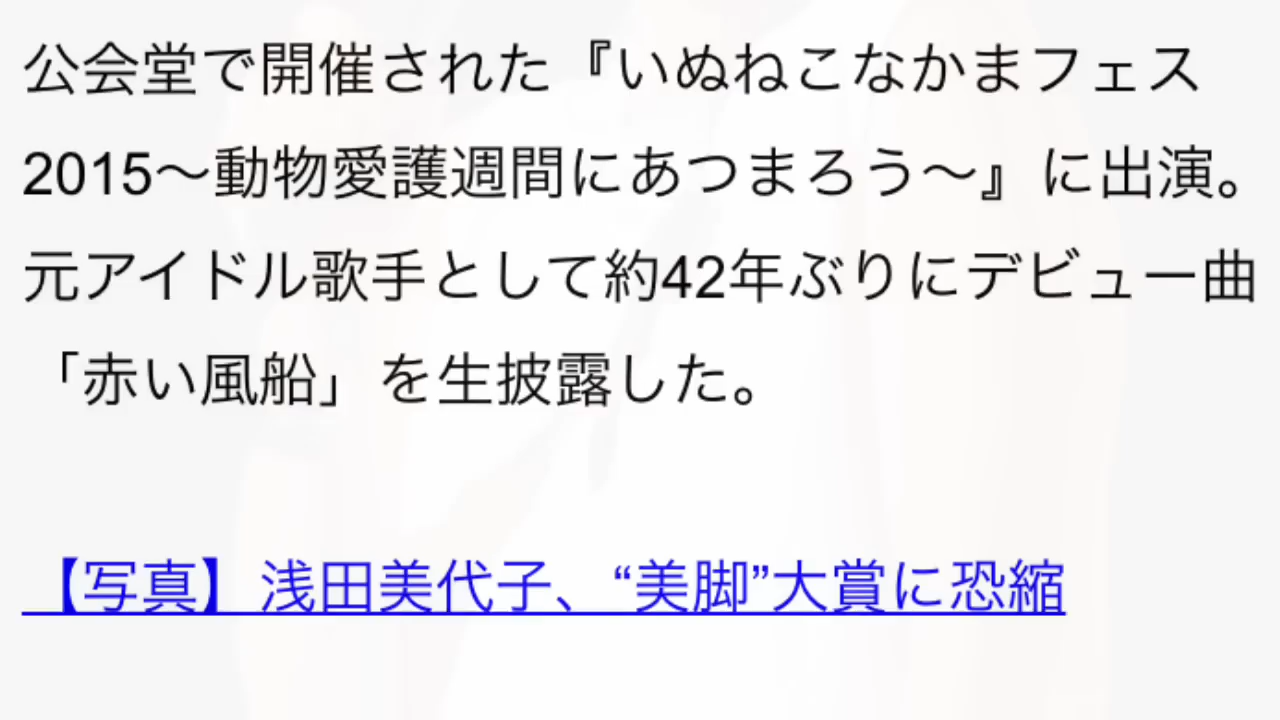 公会堂で開催された『いぬねこなかまフェス
2015〜動物愛護週間にあつまろう〜』に出演。
元アイドル歌手として約42年ぶりにデビュー曲
「赤い風船」を生披露した。
【写真】浅田美代子、“美脚”大賞に恐縮